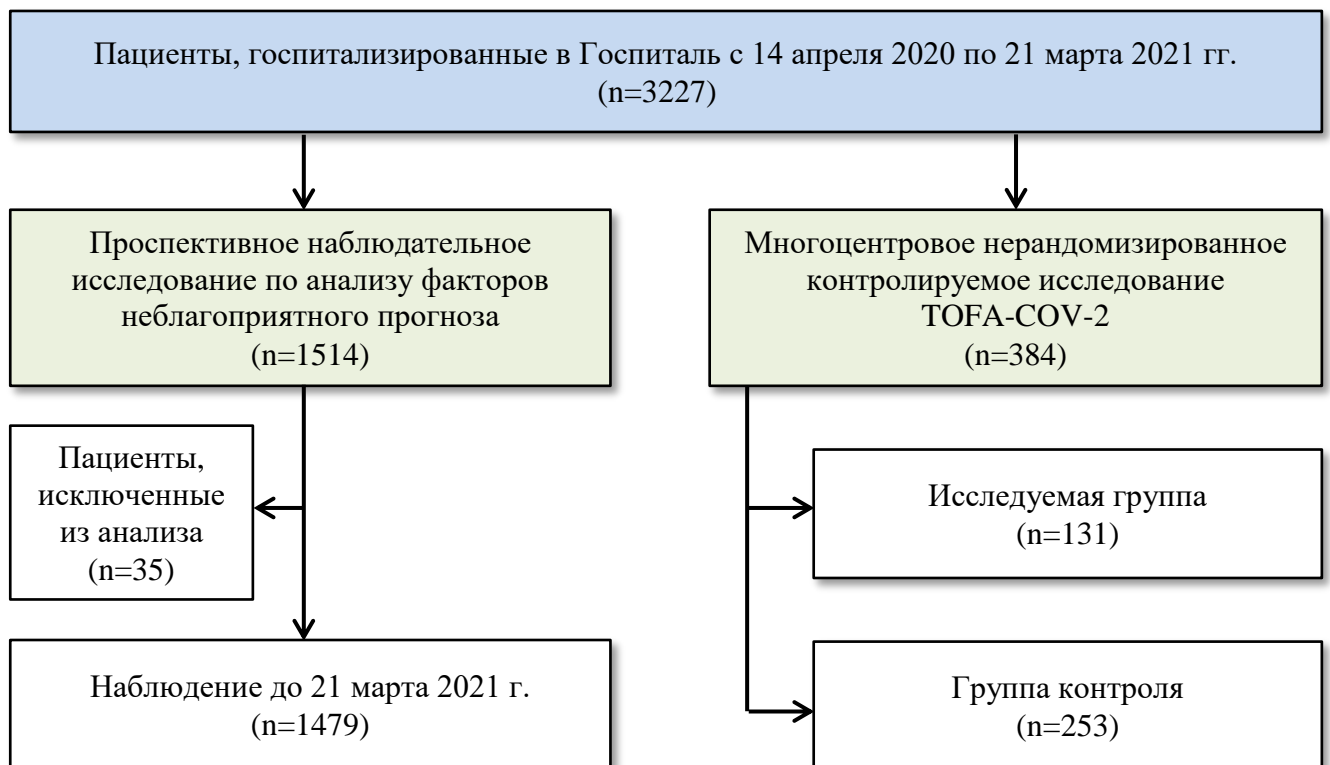 Пациенты, госпитализированные в Госпиталь с 14 апреля 2020 по 21 марта 2021 гг.
(n=3227)
Проспективное наблюдательное
исследование по анализу факторов
неблагоприятного прогноза
(n=1514)
Многоцентровое нерандомизированное
контролируемое исследование
TOFA-COV-2
(n=384)
Пациенты,
исключенные
из анализа
(n=35)
Исследуемая группа
(n=131)
Наблюдение до 21 марта 2021 г.
(n=1479)
Группа контроля
(n=253)